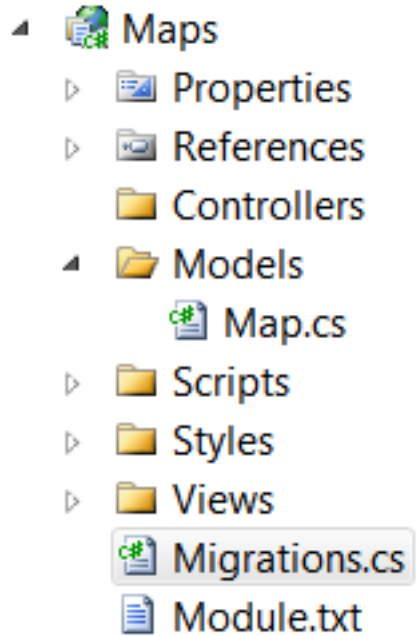 Maps
Properties
References
Controllers
Models
Map.cs
Scripts
Styles
Views
Migrations.cs
Module.txt